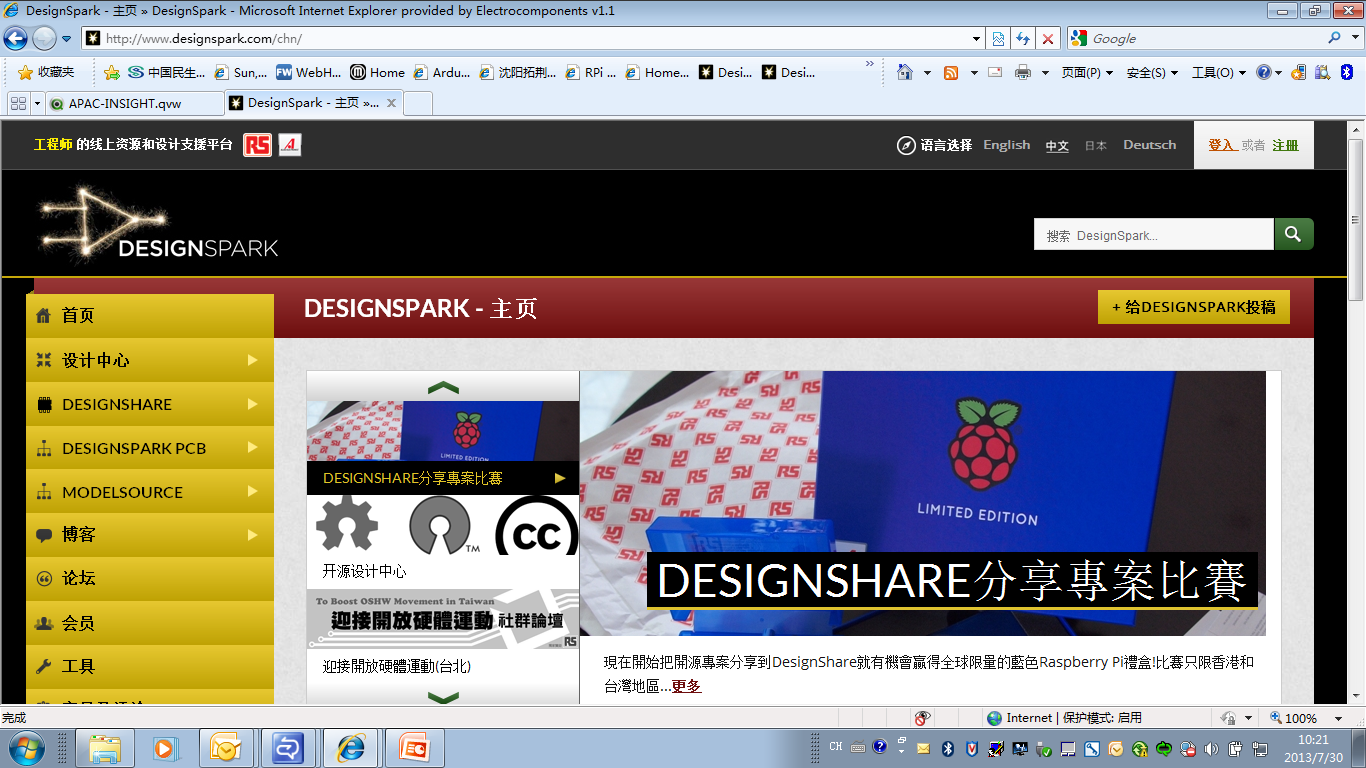 DesignSpark - 主页 » DesignSpark - Microsoft Internet Explorer provided by Electrocomponents v1.1
http://www.designspark.com/chn/
Google
收藏夹
中国民生...
Sun,...
WebH...
Home
Ardu...
沈阳拓荆...
RPi ...
Home...
Desi...
Desi...
页面(P)
安全(S)
工具(O)
APAC-INSIGHT.qvw
DesignSpark - 主页 »...
工程师 的线上资源和设计支援平台
RS
A
语言选择 English 中文 日本 Deutsch
登入 或者 注册
DESIGNSPARK
搜索 DesignSpark...
首页
设计中心
DESIGNSHARE
DESIGNSPARK PCB
MODELSOURCE
博客
论坛
会员
工具
DESIGNSPARK - 主页
+ 给DESIGNSPARK投稿
LIMITED EDITION
DESIGNSHARE分享專案比賽
TM
cc
开源设计中心
To Boost OSHW Movement in Taiwan
迎接開放硬體運動 社群論壇
RS
迎接開放硬體運動(台北)
LIMITED EDITION
DESIGNSHARE分享專案比賽
現在開始把開源專案分享到DesignShare就有機會贏得全球限量的藍色Raspberry Pi禮盒!比賽只限香港和
台灣地區...更多
完成
Internet | 保护模式: 启用
100%
CH
10:21
2013/7/30